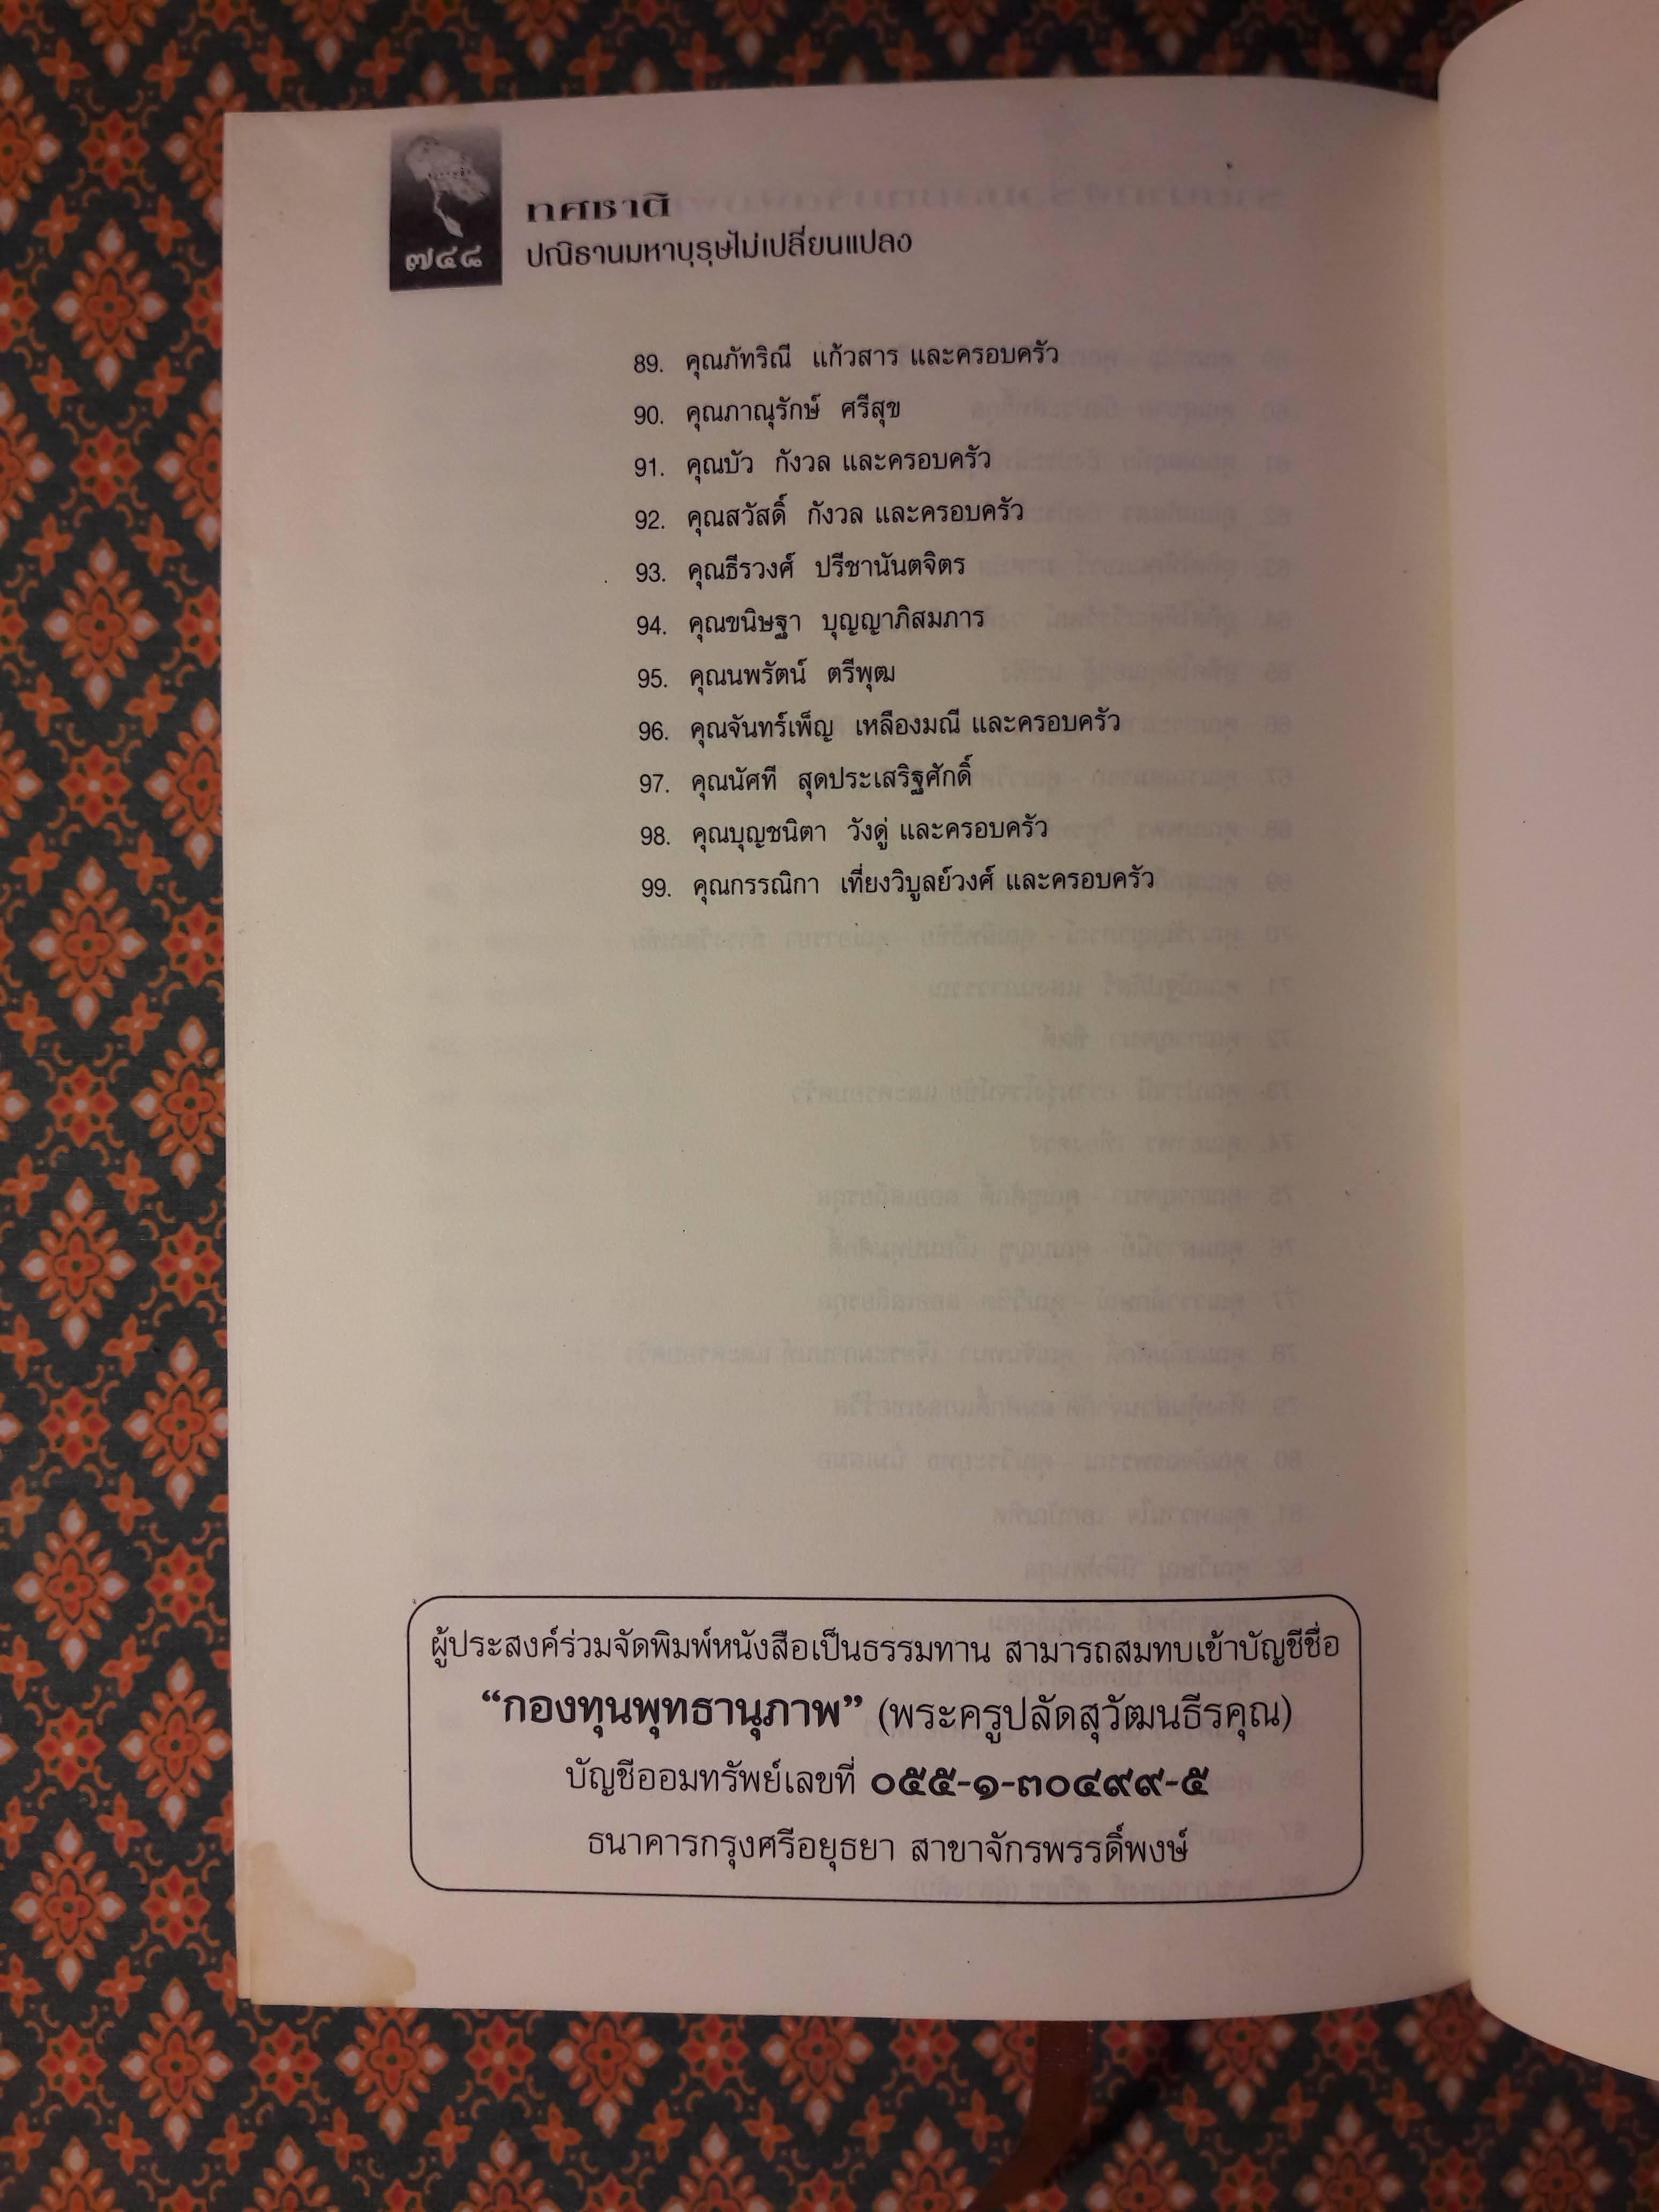 ๗๔๘
ทศชาติ
ปณิธานมหาบุรุษไม่เปลี่ยนแปลง
89. คุณภัทริณี แก้วสาร และครอบครัว
90. คุณภาณุรักษ์ ศรีสุข
91. คุณบัว กังวล และครอบครัว
92. คุณสวัสดิ์ กังวล และครอบครัว
93. คุณธีรวงศ์ ปรีชานันตจิตร
94. คุณขนิษฐา บุญญาภิสมภาร
95. คุณนพรัตน์ ตรีพุฒ
96. คุณจันทร์เพ็ญ เหลืองมณี และครอบครัว
97. คุณนัศที สุดประเสริฐศักดิ์
98. คุณบุญชนิตา วังดู่ และครอบครัว
99. คุณกรรณิกา เที่ยงวิบูลย์วงศ์ และครอบครัว
ผู้ประสงค์ร่วมจัดพิมพ์หนังสือเป็นธรรมทาน สามารถสมทบเข้าบัญชีชื่อ
“กองทุนพุทธานุภาพ” (พระครูปลัดสุวัฒนธีรคุณ)
บัญชีออมทรัพย์เลขที่ ๐๕๕-๑-๓๐๔๙๙-๕
ธนาคารกรุงศรีอยุธยา สาขาจักรพรรดิ์พงษ์